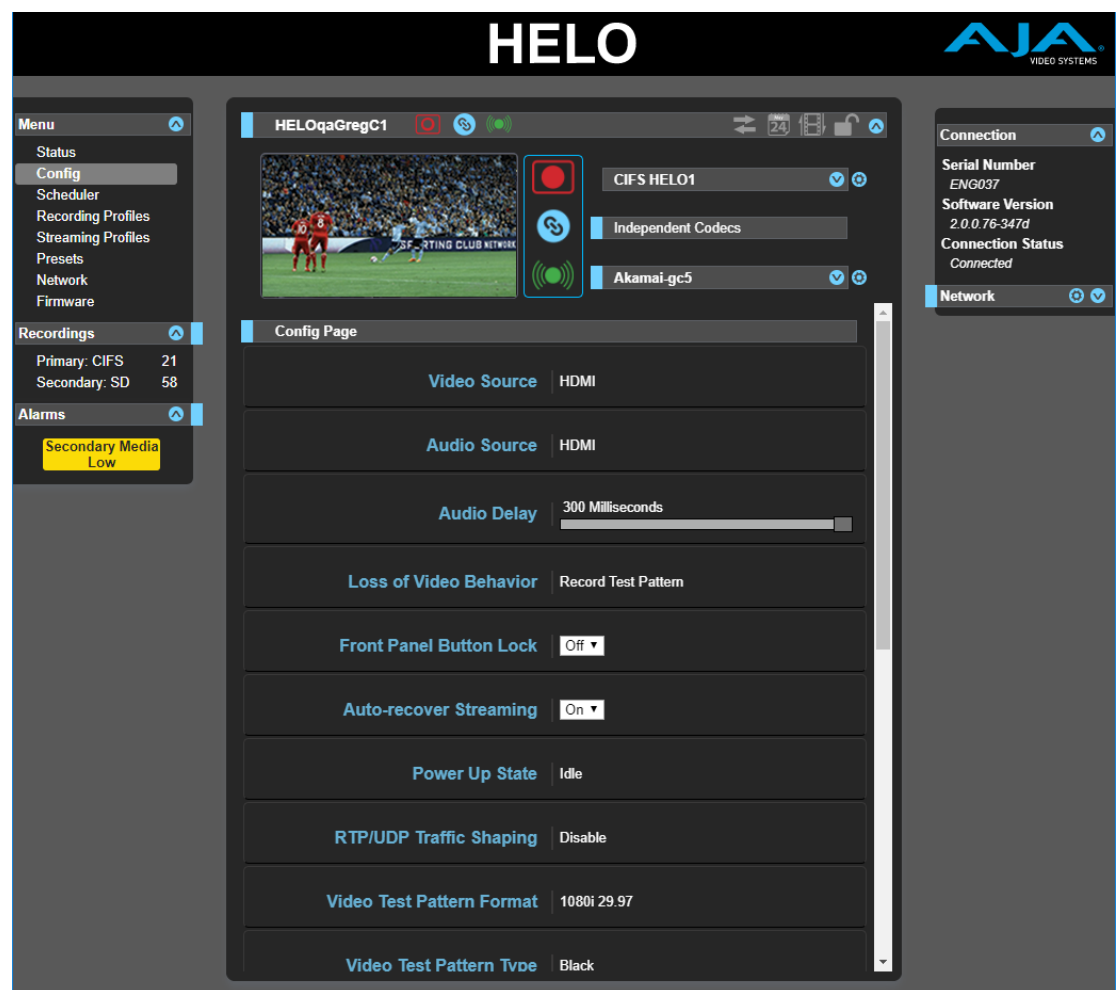 HELO
AJA
VIDEO SYSTEMS
Menu
Status
Config
Scheduler
Recording Profiles
Streaming Profiles
Presets
Network
Firmware
Recordings
Primary: CIFS 21
Secondary: SD 58
Alarms
Secondary Media
Low
HELOqaGregC1
24
CIFS HELO1
Independent Codecs
Akamai-gc5
10
8
RTING CLUB NETWORK
Config Page
Video Source HDMI
Audio Source HDMI
Audio Delay 300 Milliseconds
Loss of Video Behavior Record Test Pattern
Front Panel Button Lock Off
Auto-recover Streaming On
Power Up State Idle
RTP/UDP Traffic Shaping Disable
Video Test Pattern Format 1080i 29.97
Video Test Pattern Type Black
Connection
Serial Number
ENG037
Software Version
2.0.0.76-347d
Connection Status
Connected
Network